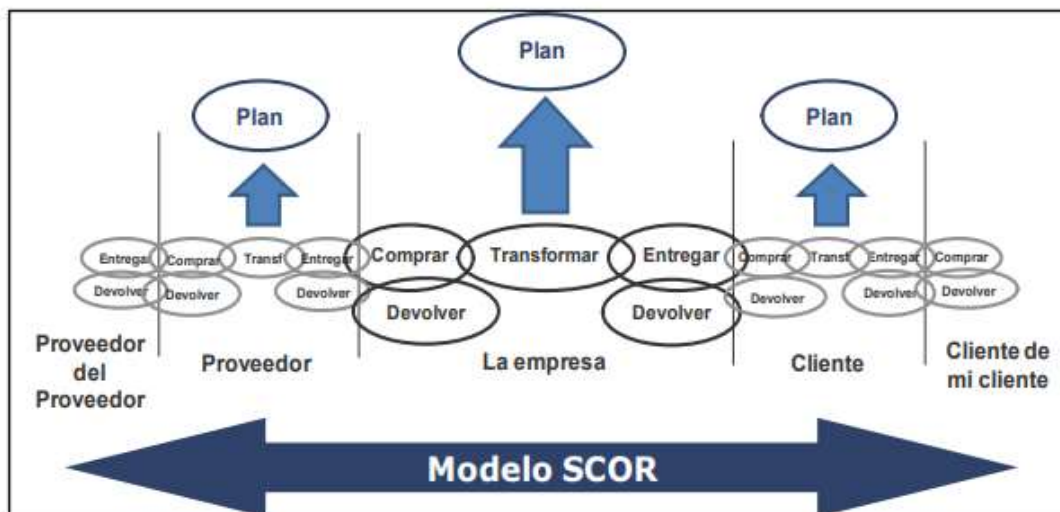 Plan
Plan
Plan
Entregar
Comprar
Transf
Entregar
Comprar
Transformar
Entregar
Comprar
Transf
Entregar
Comprar
Devolver
Devolver
Devolver
Devolver
Devolver
Devolver
Devolver
Devolver
Proveedor
del
Proveedor
Proveedor
La empresa
Cliente
Cliente de
mi cliente
Modelo SCOR